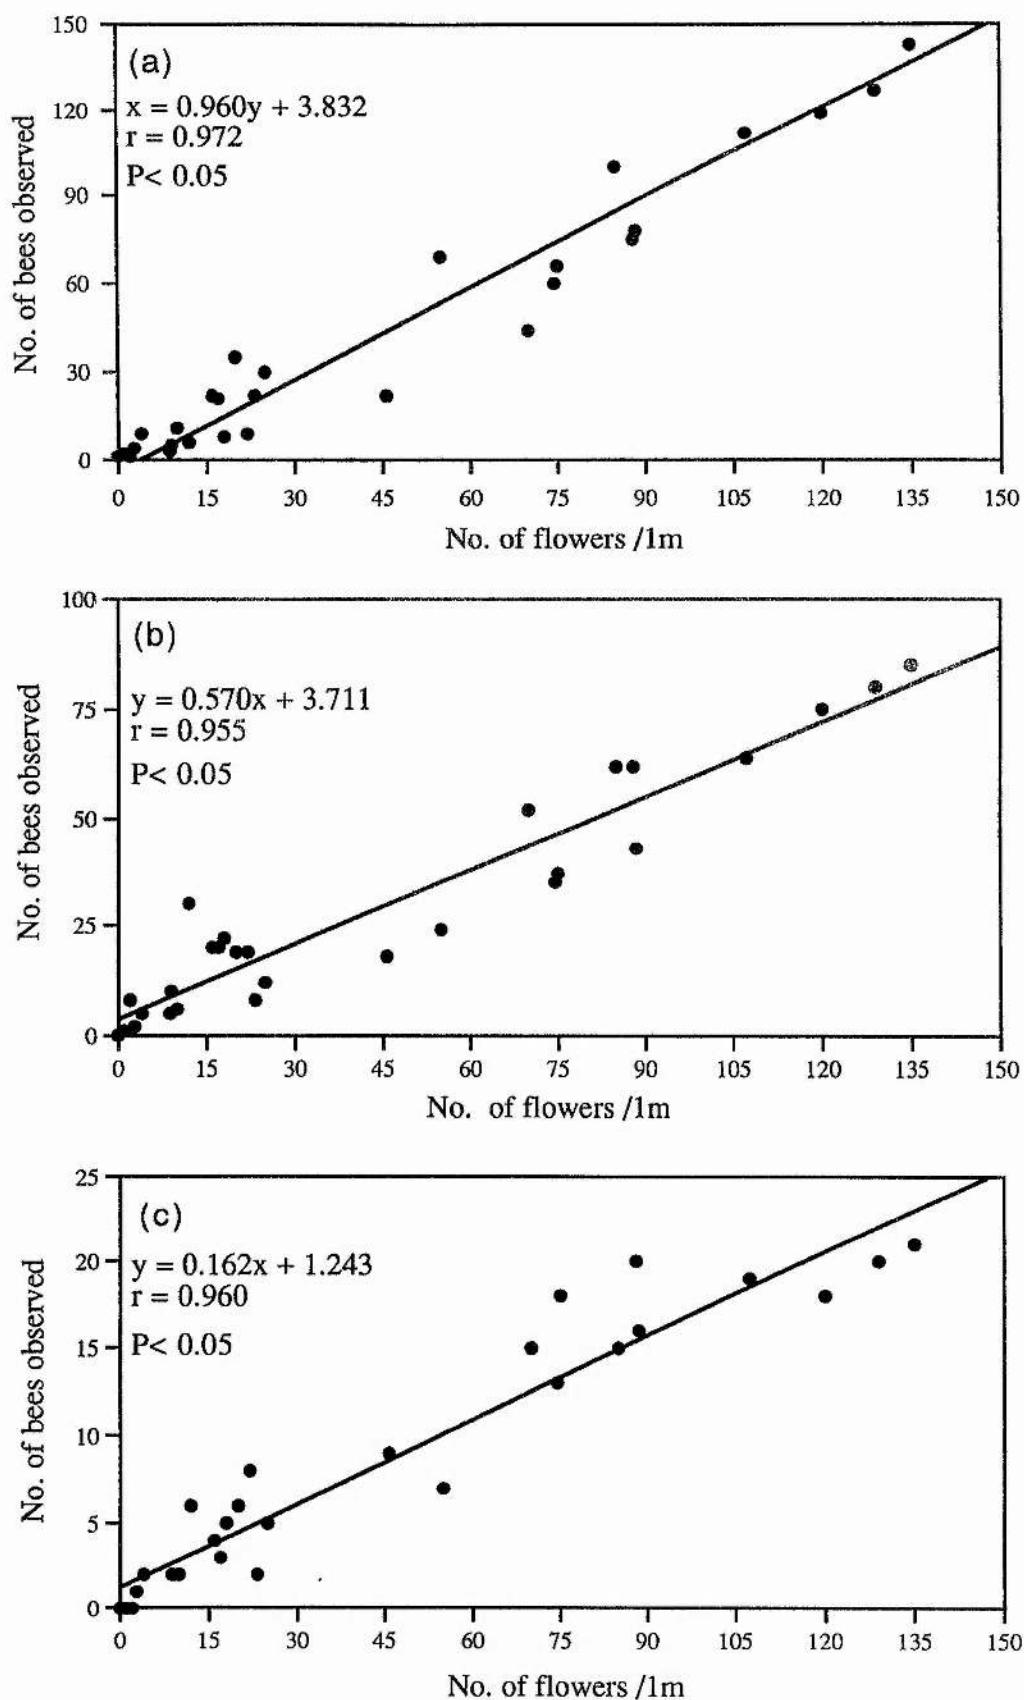 150
(a)
x = 0.960y + 3.832
120
r = 0.972
P< 0.05
90
60
30
0
No. of bees observed
0 15 30 45 60 75 90 105 120 135 150
No. of flowers /1m
100
(b)
y = 0.570x + 3.711
75
r = 0.955
P< 0.05
50
25
0
No. of bees observed
0 15 30 45 60 75 90 105 120 135 150
No. of flowers /1m
25
(c)
y = 0.162x + 1.243
20
r = 0.960
P< 0.05
15
10
5
0
No. of bees observed
0 15 30 45 60 75 90 105 120 135 150
No. of flowers /1m